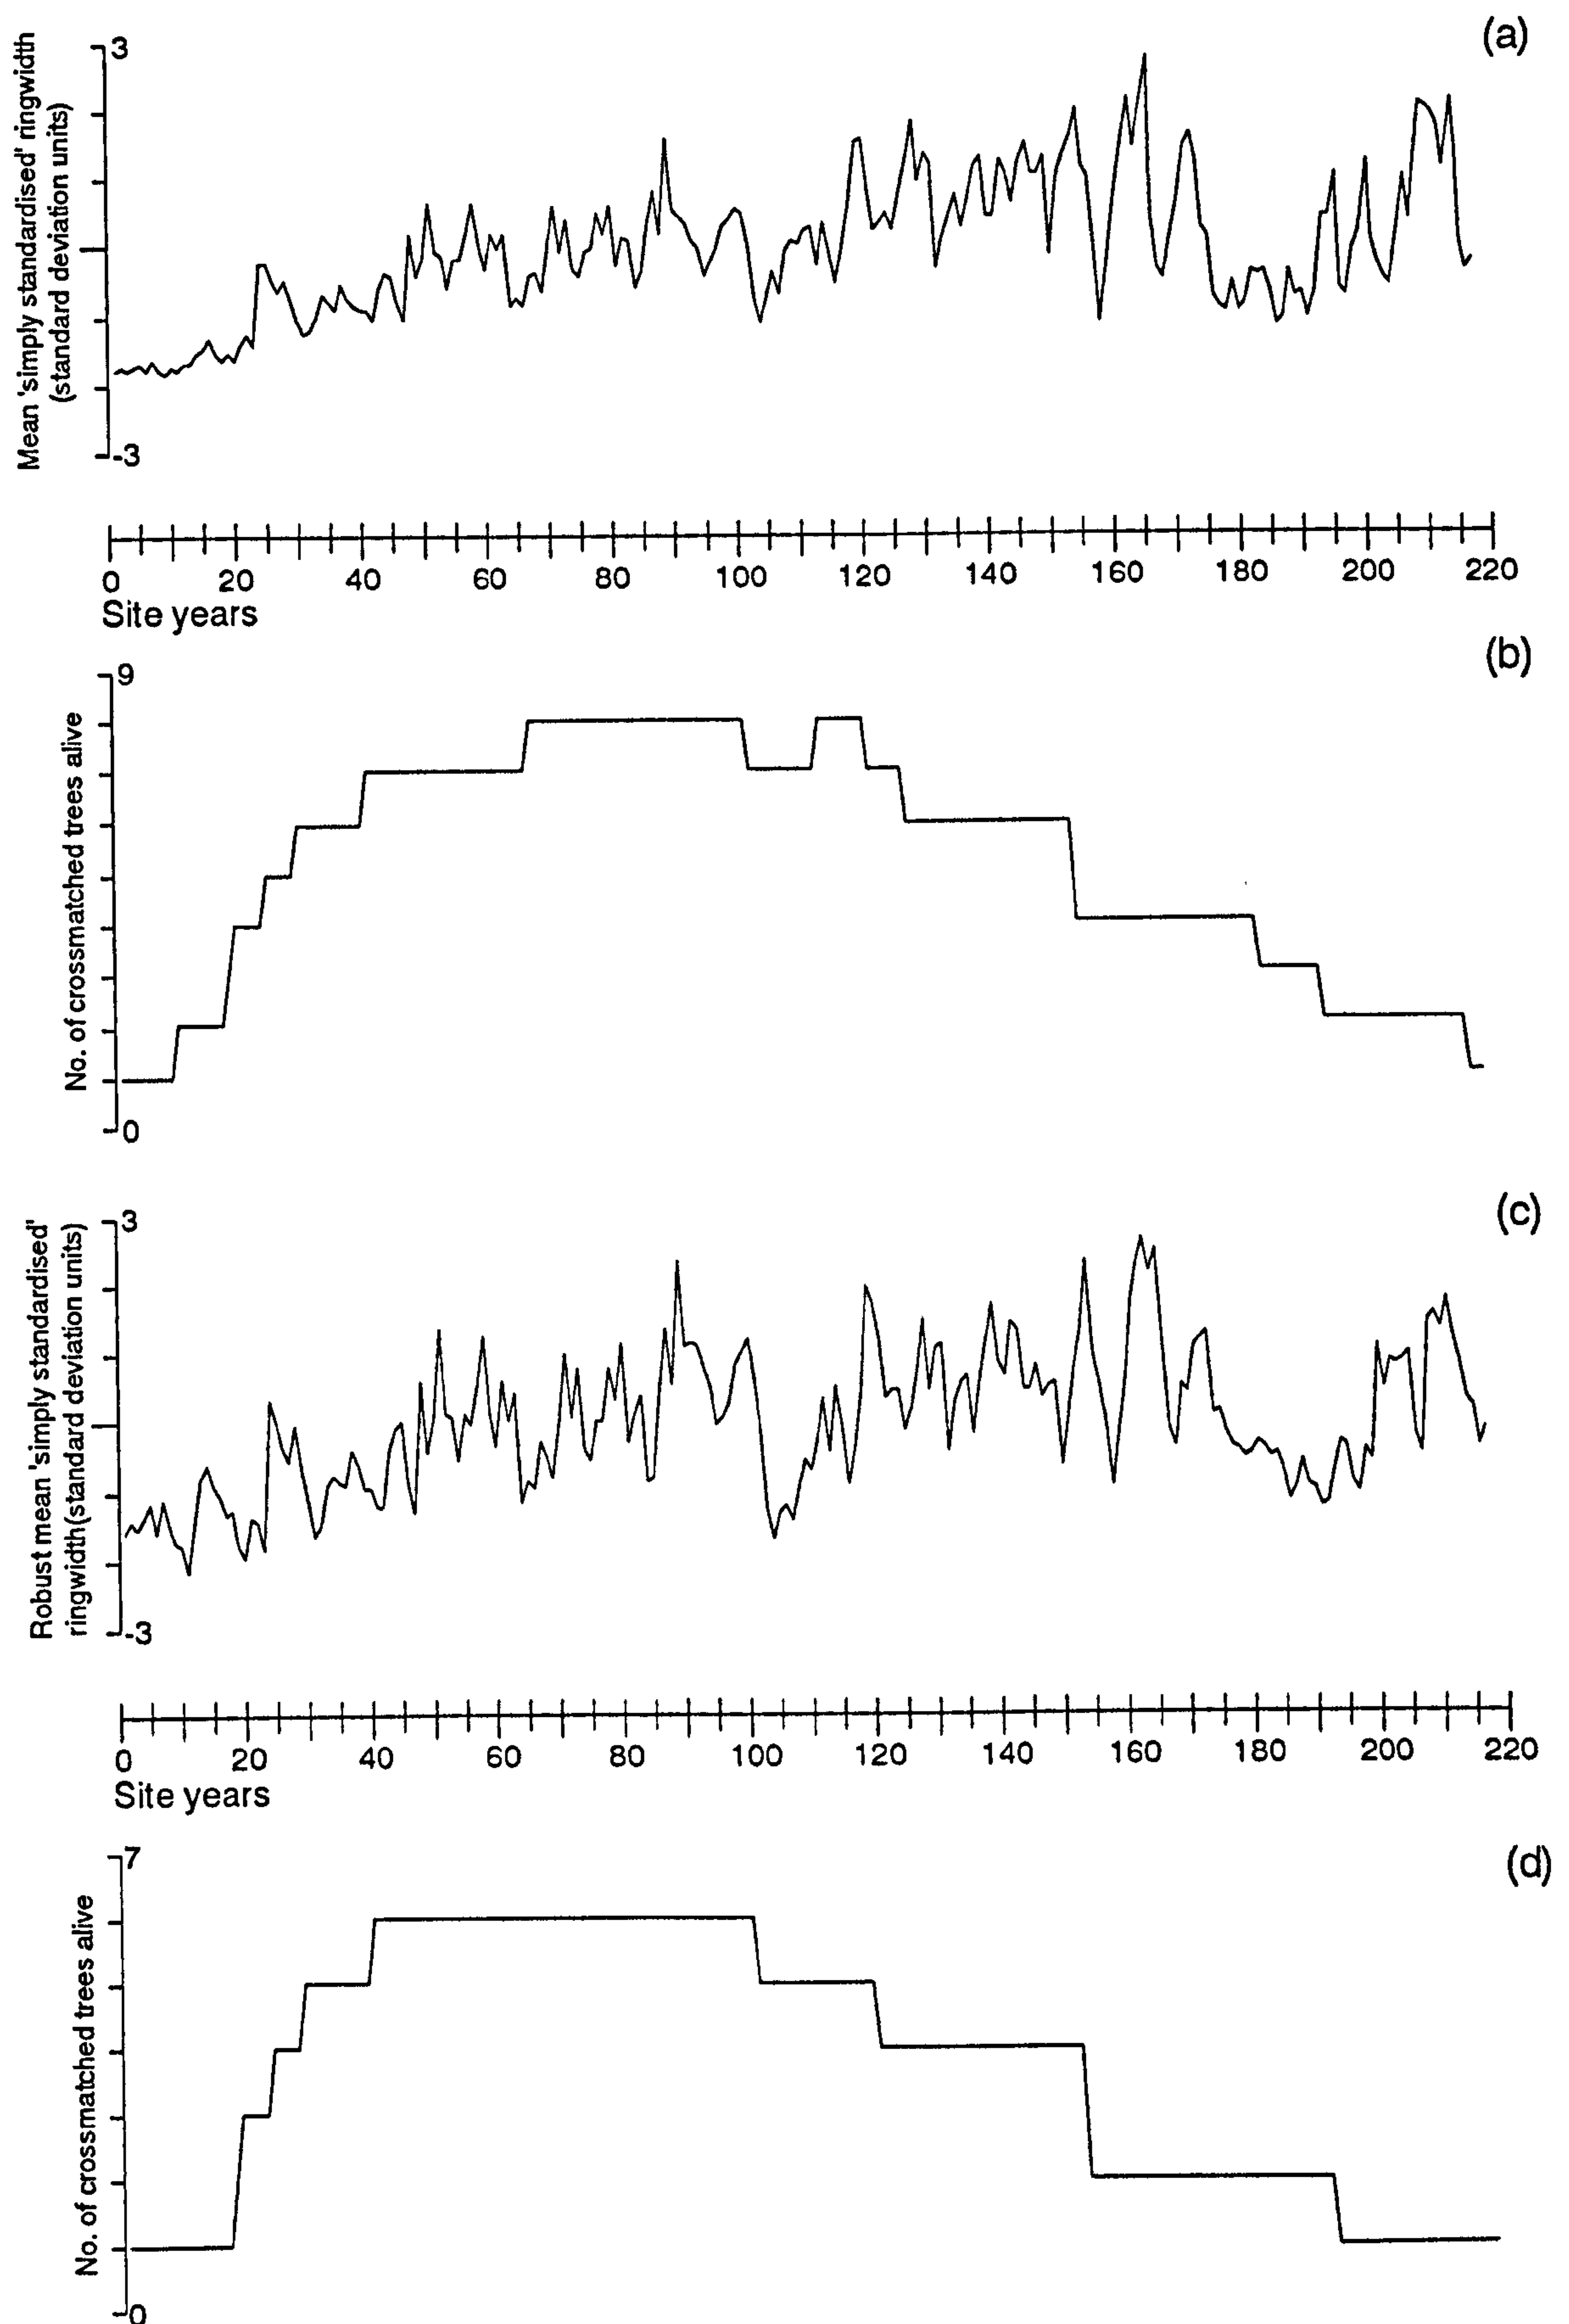 (a)
3
Mean 'simply standardised' ringwidth
(standard deviation units)
-3
0 20 40 60 80 100 120 140 160 180 200 220
Site years
(b)
9
No. of crossmatched trees alive
0
(c)
3
Robust mean 'simply standardised'
ringwidth(standard deviation units)
-3
0 20 40 60 80 100 120 140 160 180 200 220
Site years
(d)
7
No. of crossmatched trees alive
0